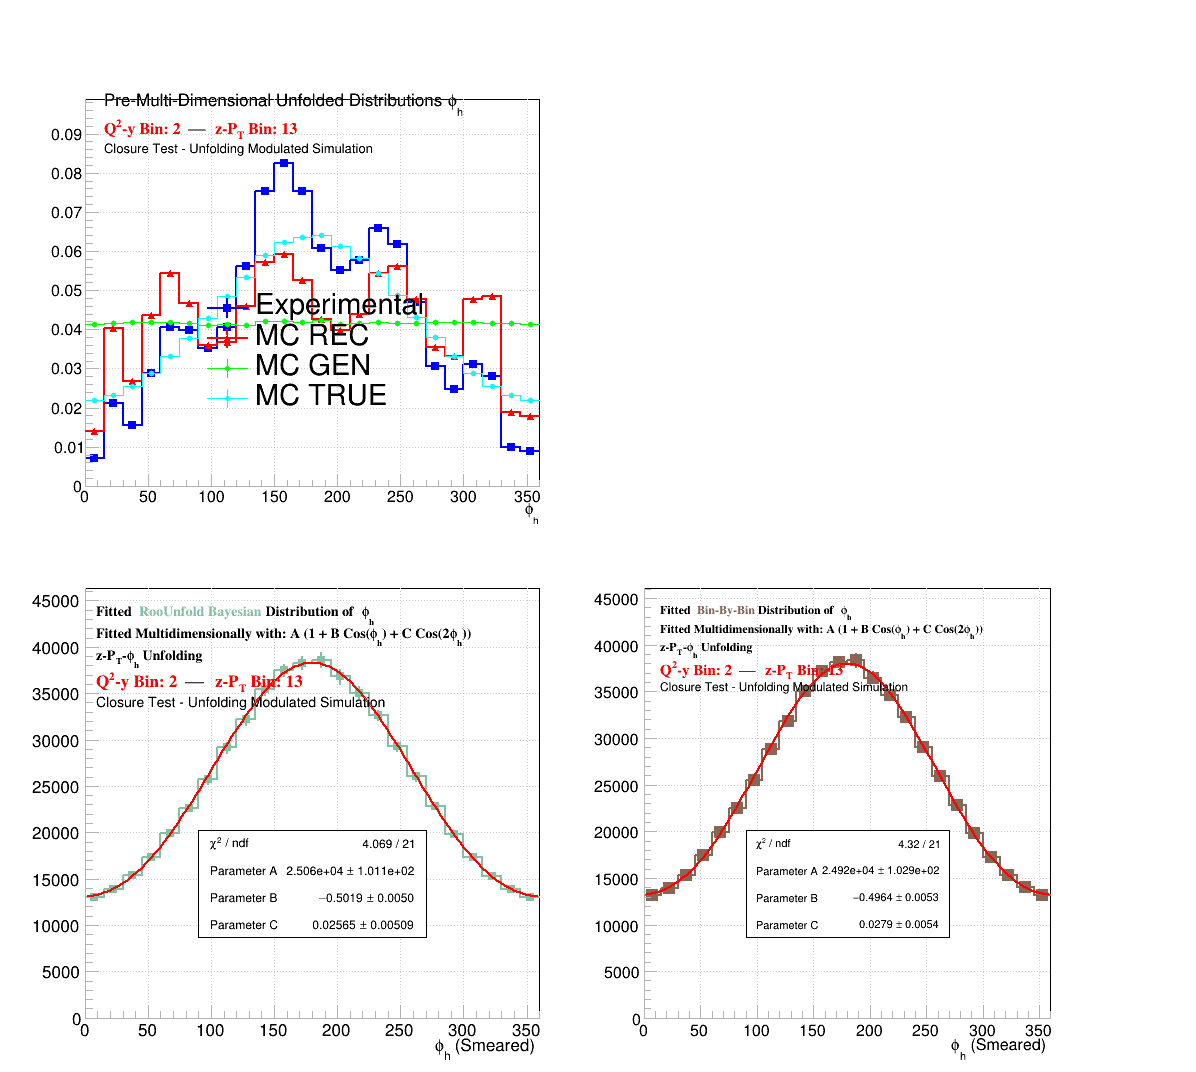 Pre-Multi-Dimensional Unfolded Distributions ϕh
Q2-y Bin: 2 — z-PT Bin: 13
Closure Test - Unfolding Modulated Simulation
0.09
0.08
0.07
0.06
0.05
0.04
0.03
0.02
0.01
0
Experimental
MC REC
MC GEN
MC TRUE
0 50 100 150 200 250 300 350
ϕh
Fitted RooUnfold Bayesian Distribution of ϕh
Fitted Multidimensionally with: A (1 + B Cos(ϕh) + C Cos(2ϕh))
z-PT-ϕh Unfolding
Q2-y Bin: 2 — z-PT Bin: 13
Closure Test - Unfolding Modulated Simulation
45000
40000
35000
30000
25000
20000
15000
10000
5000
0
χ2 / ndf 4.069 / 21
Parameter A 2.506e+04 ± 1.011e+02
Parameter B −0.5019 ± 0.0050
Parameter C 0.02565 ± 0.00509
0 50 100 150 200 250 300 350
ϕh (Smeared)
Fitted Bin-By-Bin Distribution of ϕh
Fitted Multidimensionally with: A (1 + B Cos(ϕh) + C Cos(2ϕh))
z-PT-ϕh Unfolding
Q2-y Bin: 2 — z-PT Bin: 13
Closure Test - Unfolding Modulated Simulation
45000
40000
35000
30000
25000
20000
15000
10000
5000
0
χ2 / ndf 4.32 / 21
Parameter A 2.492e+04 ± 1.029e+02
Parameter B −0.4964 ± 0.0053
Parameter C 0.0279 ± 0.0054
0 50 100 150 200 250 300 350
ϕh (Smeared)